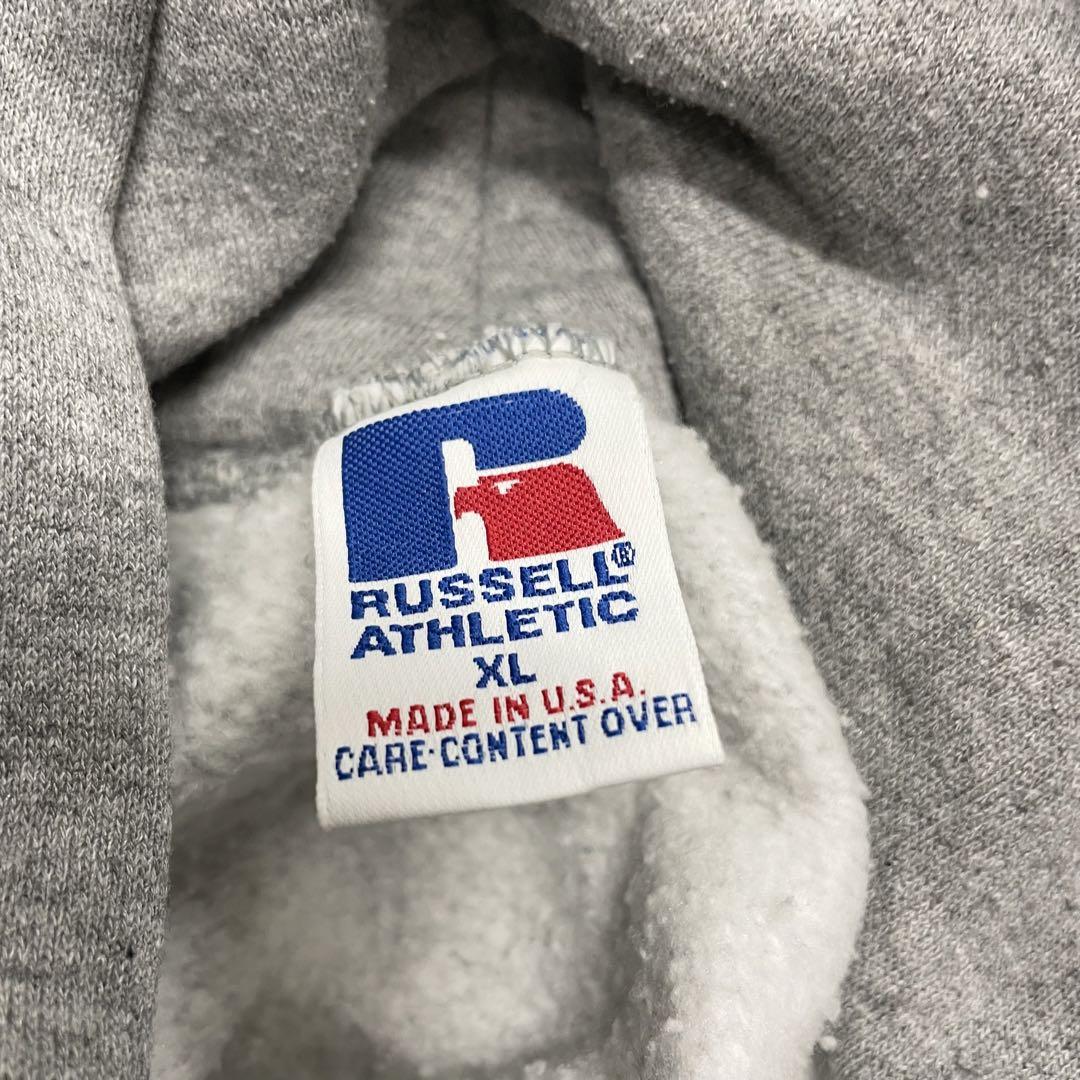 R
RUSSELL®
ATHLETIC
XL
MADE IN U.S.A.
CARE·CONTENT OVER